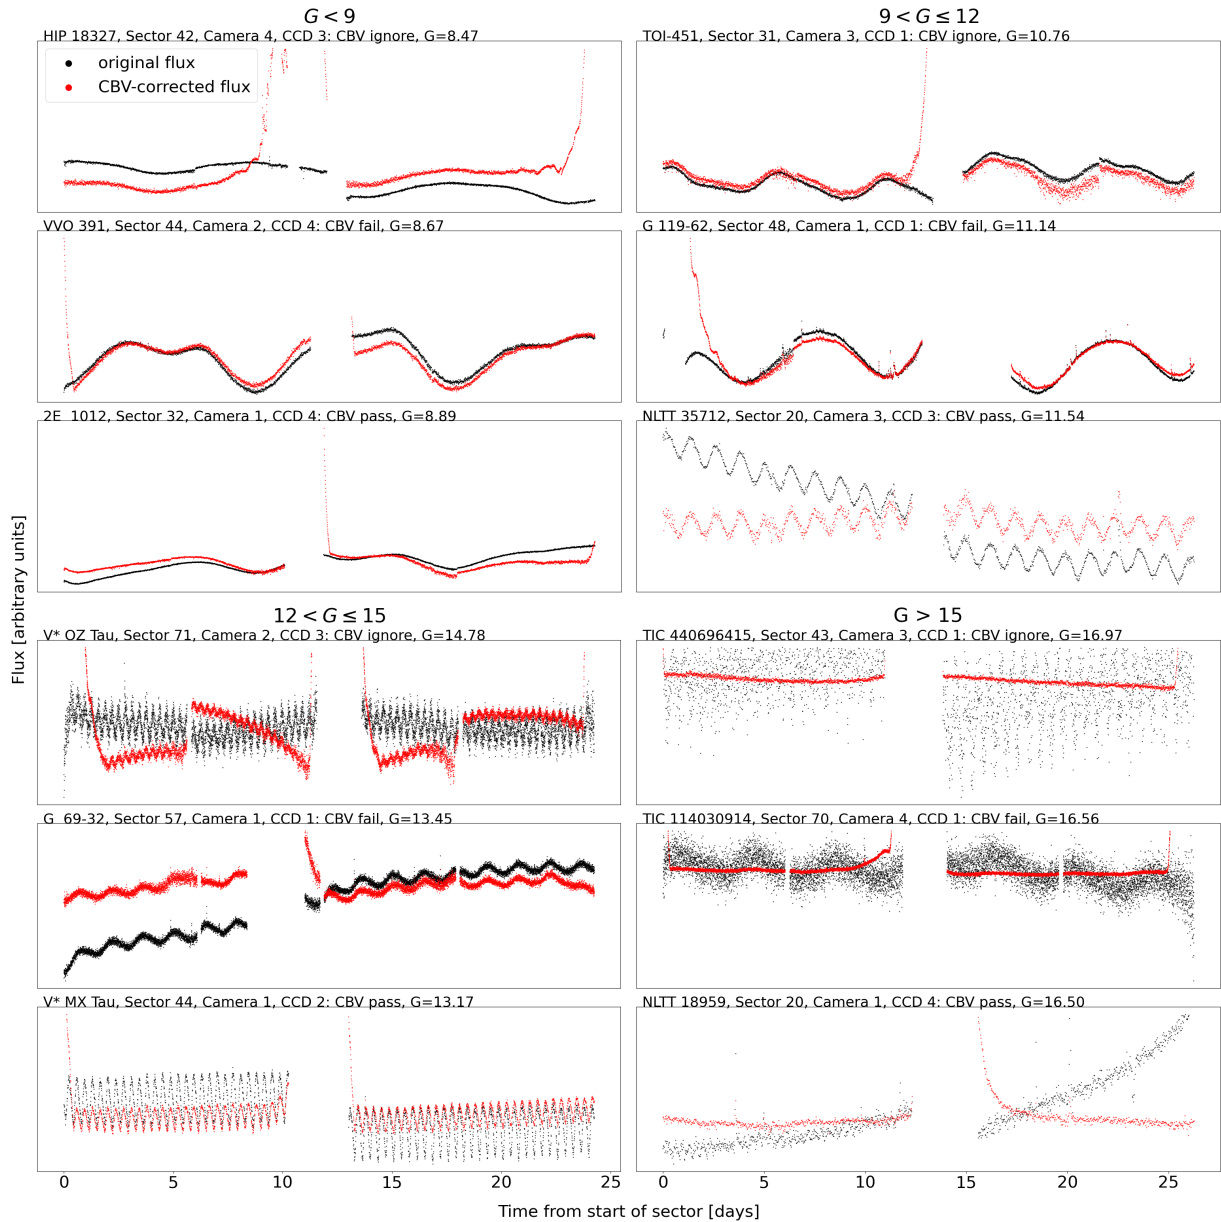 G < 9
9 < G ≤ 12
HIP 18327, Sector 42, Camera 4, CCD 3: CBV ignore, G=8.47
original flux
CBV-corrected flux
TOI-451, Sector 31, Camera 3, CCD 1: CBV ignore, G=10.76
VVO 391, Sector 44, Camera 2, CCD 4: CBV fail, G=8.67
G 119-62, Sector 48, Camera 1, CCD 1: CBV fail, G=11.14
2E  1012, Sector 32, Camera 1, CCD 4: CBV pass, G=8.89
NLTT 35712, Sector 20, Camera 3, CCD 3: CBV pass, G=11.54
Flux [arbitrary units]
12 < G ≤ 15
G > 15
V* OZ Tau, Sector 71, Camera 2, CCD 3: CBV ignore, G=14.78
TIC 440696415, Sector 43, Camera 3, CCD 1: CBV ignore, G=16.97
G  69-32, Sector 57, Camera 1, CCD 1: CBV fail, G=13.45
TIC 114030914, Sector 70, Camera 4, CCD 1: CBV fail, G=16.56
V* MX Tau, Sector 44, Camera 1, CCD 2: CBV pass, G=13.17
NLTT 18959, Sector 20, Camera 1, CCD 4: CBV pass, G=16.50
0 5 10 15 20 25
0 5 10 15 20 25
Time from start of sector [days]